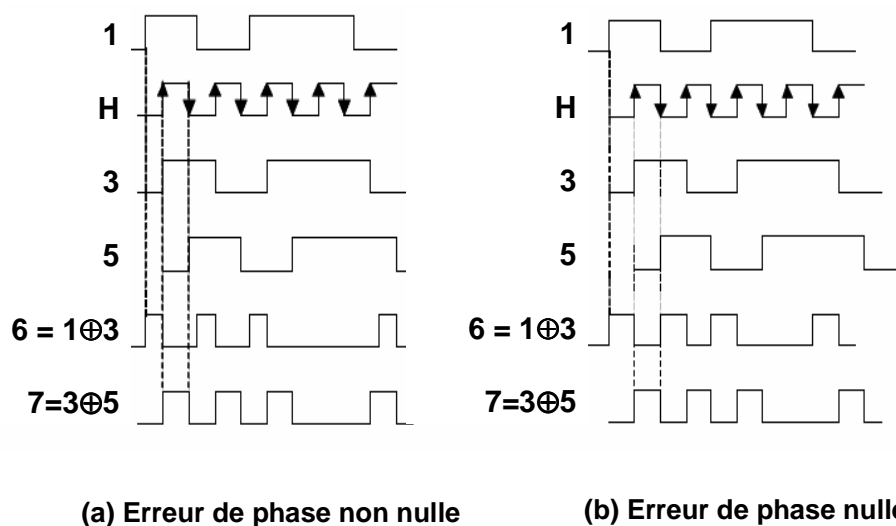 1
H
3
5
6 = 1⊕3
7=3⊕5
(a) Erreur de phase non nulle
1
H
3
5
6 = 1⊕3
7=3⊕5
(b) Erreur de phase nulle